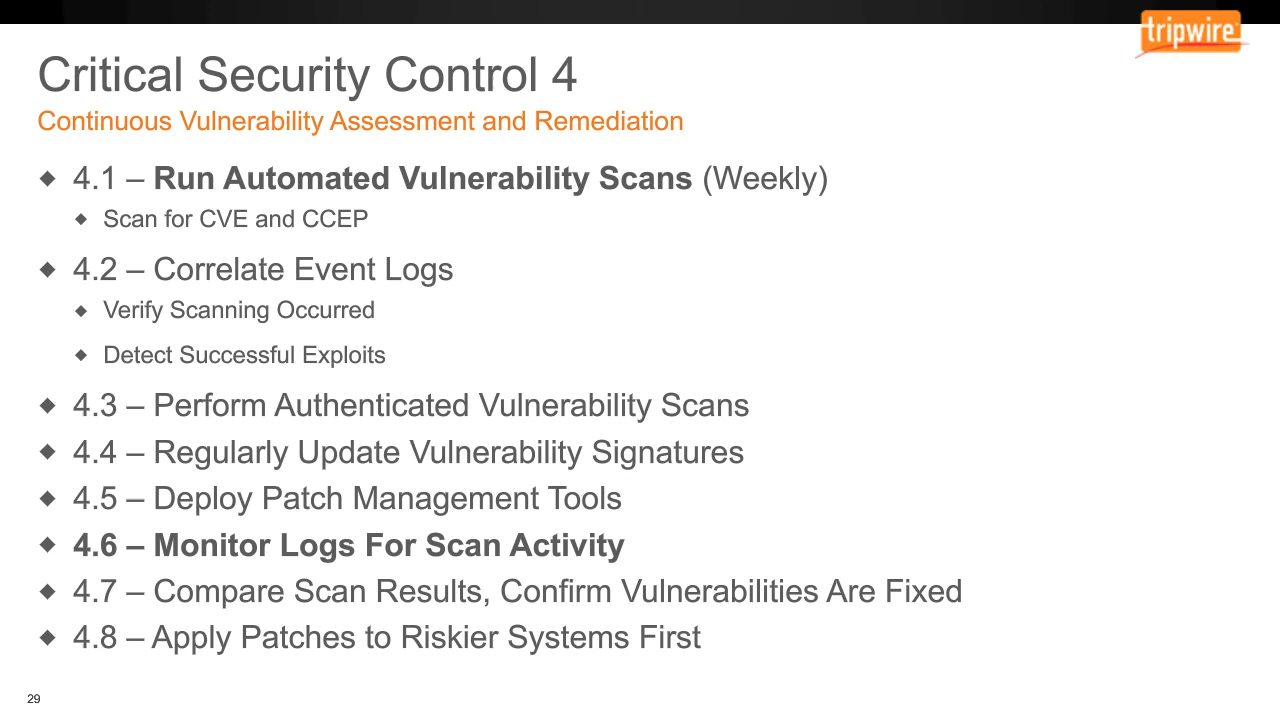 tripwire
Critical Security Control 4
Continuous Vulnerability Assessment and Remediation
4.1 – Run Automated Vulnerability Scans (Weekly)
Scan for CVE and CCEP
4.2 – Correlate Event Logs
Verify Scanning Occurred
Detect Successful Exploits
4.3 – Perform Authenticated Vulnerability Scans
4.4 – Regularly Update Vulnerability Signatures
4.5 – Deploy Patch Management Tools
4.6 – Monitor Logs For Scan Activity
4.7 – Compare Scan Results, Confirm Vulnerabilities Are Fixed
4.8 – Apply Patches to Riskier Systems First
29